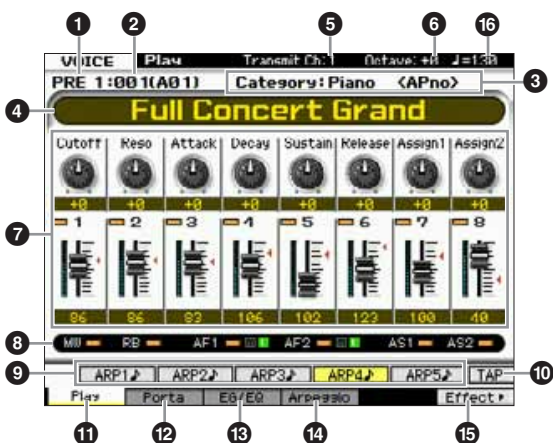 1 2 5 6 16
VOICE Play Transmit Ch:1 Octave: +0 ♩=130
PRE 1:001(A01) Category:Piano <APno> 3
4 Full Concert Grand
Cutoff Reso Attack Decay Sustain Release Assign1 Assign2
+0 +0 +0 +0 +0 +0 +0 +0
7 1 2 3 4 5 6 7 8
86 86 83 106 102 123 100 40
8 MW RB AF1 AF2 AS1 AS2
9 ARP1♪ ARP2♪ ARP3♪ ARP4♪ ARP5♪ TAP 10
Play Porta EG/EQ Arpeggio Effect
11 12 13 14 15